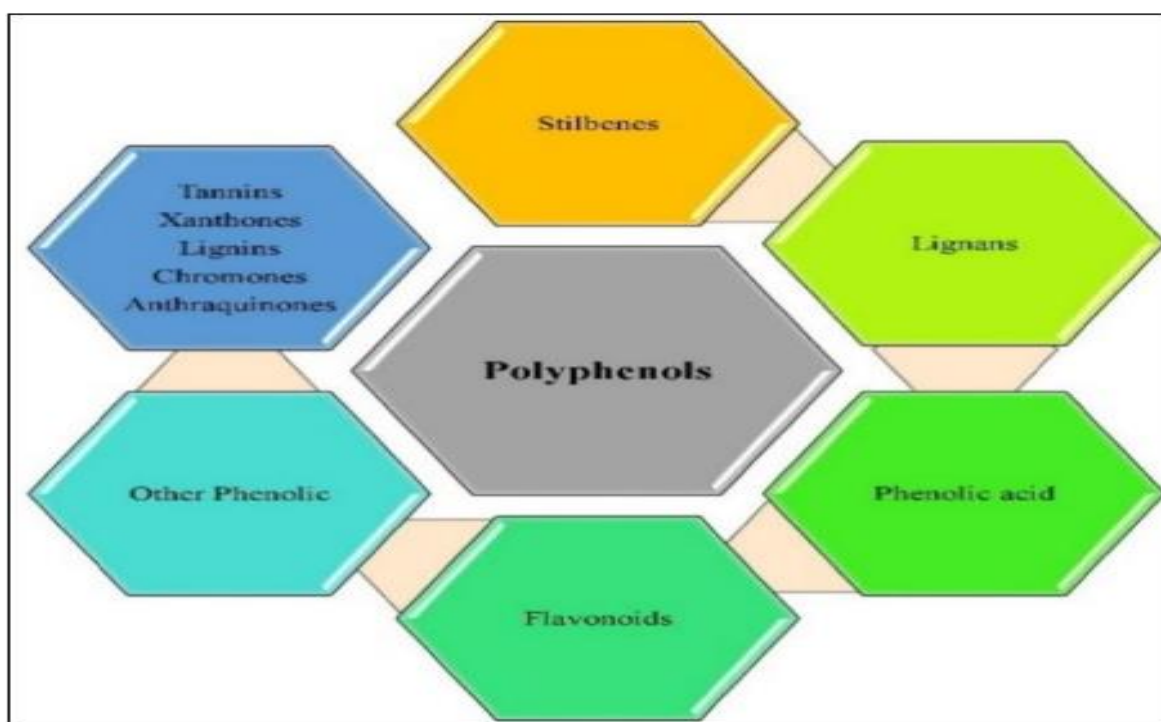 Stilbenes
Tannins
Xanthones
Lignins
Chromones
Anthraquinones
Lignans
Polyphenols
Other Phenolic
Phenolic acid
Flavonoids